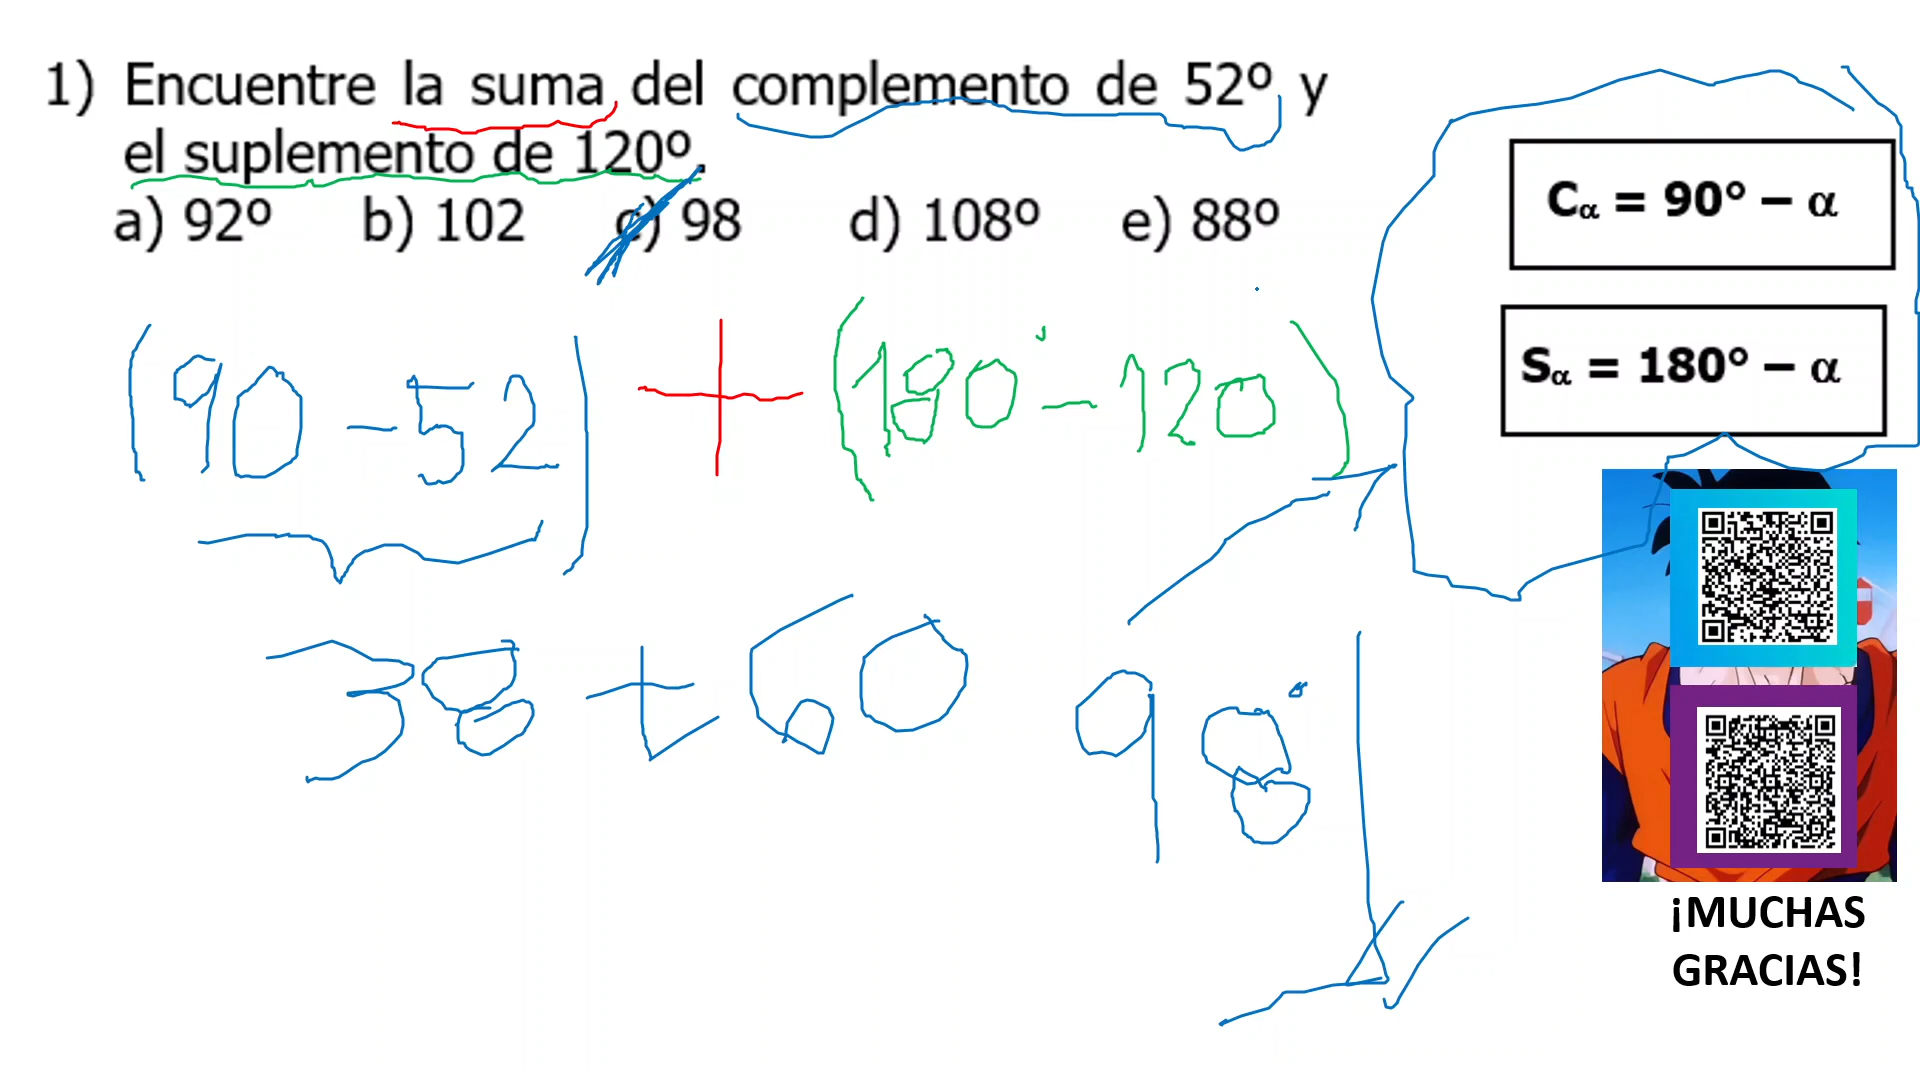 1) Encuentre la suma del complemento de 52º y
el suplemento de 120º.
a) 92º b) 102 c) 98 d) 108º e) 88º
Cα = 90° − α
Sα = 180° − α
(90 − 52) + (180° − 120)
38 + 60
98°
¡MUCHAS
GRACIAS!